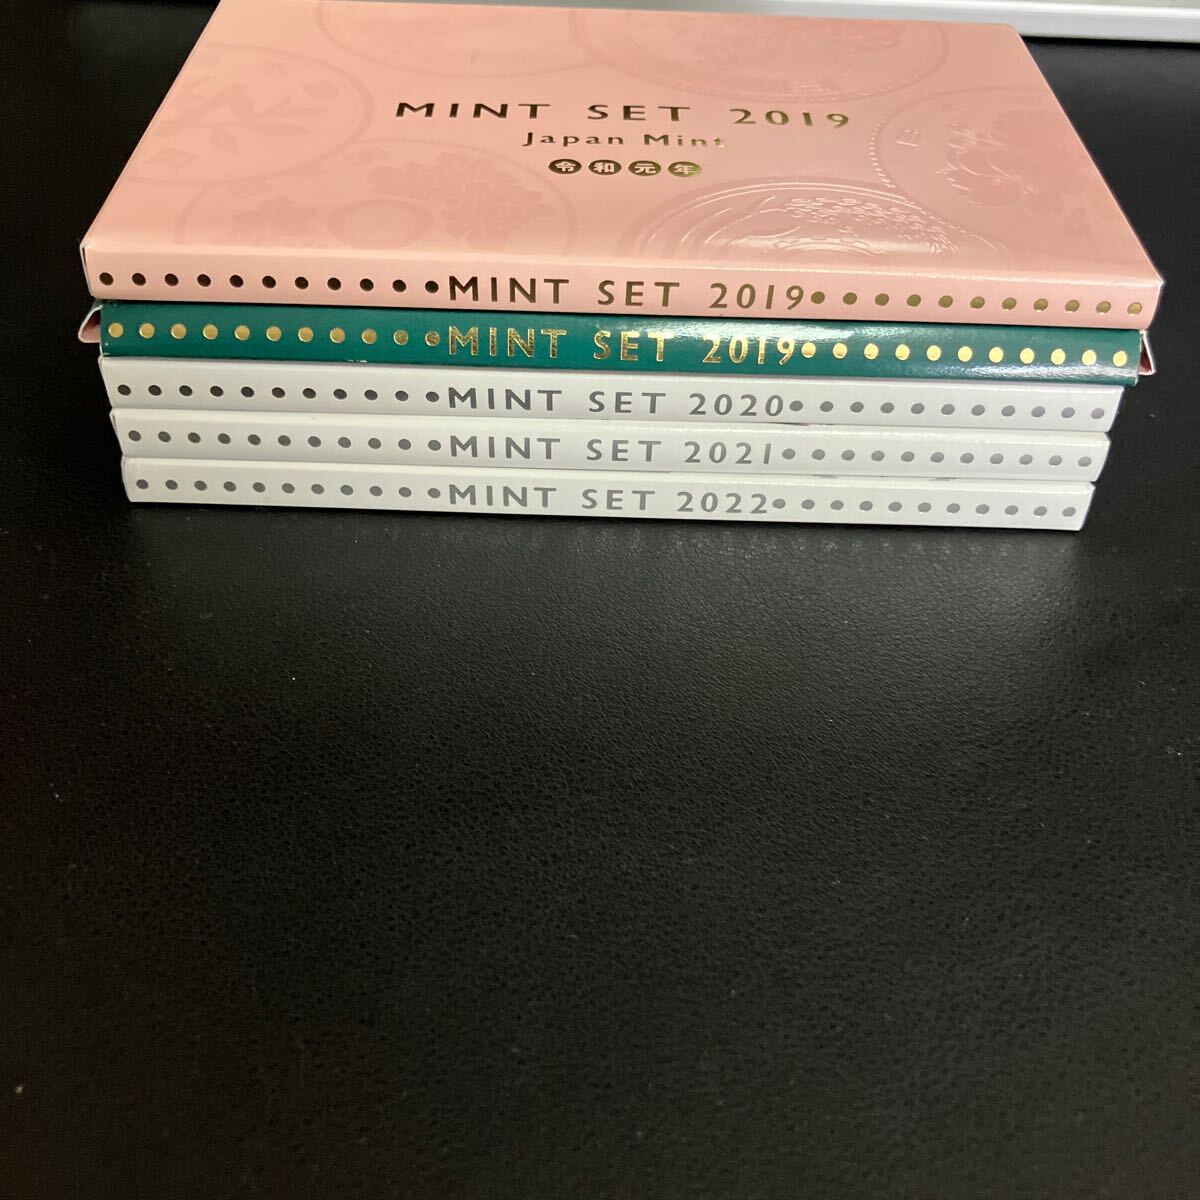 MINT SET 2019
Japan Mint
令和元年
MINT SET 2019
MINT SET 2019
MINT SET 2020
MINT SET 2021
MINT SET 2022